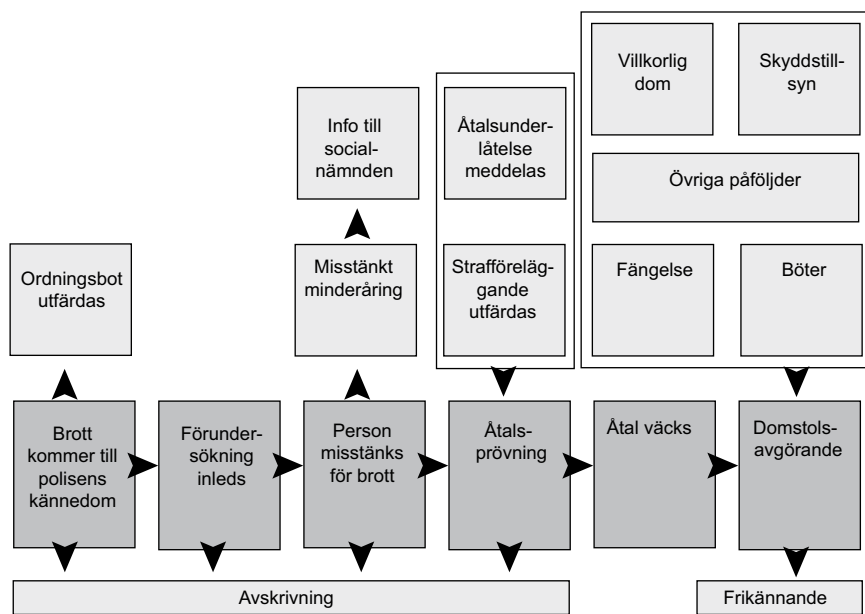 Villkorlig
dom
Skyddstill-
syn
Info till
social-
nämnden
Åtalsunder-
låtelse
meddelas
Övriga påföljder
Ordningsbot
utfärdas
Misstänkt
minderåring
Strafföreläg-
gande
utfärdas
Fängelse
Böter
Brott
kommer till
polisens
kännedom
Förunder-
sökning
inleds
Person
misstänks
för brott
Åtals-
prövning
Åtal väcks
Domstols-
avgörande
Avskrivning
Frikännande